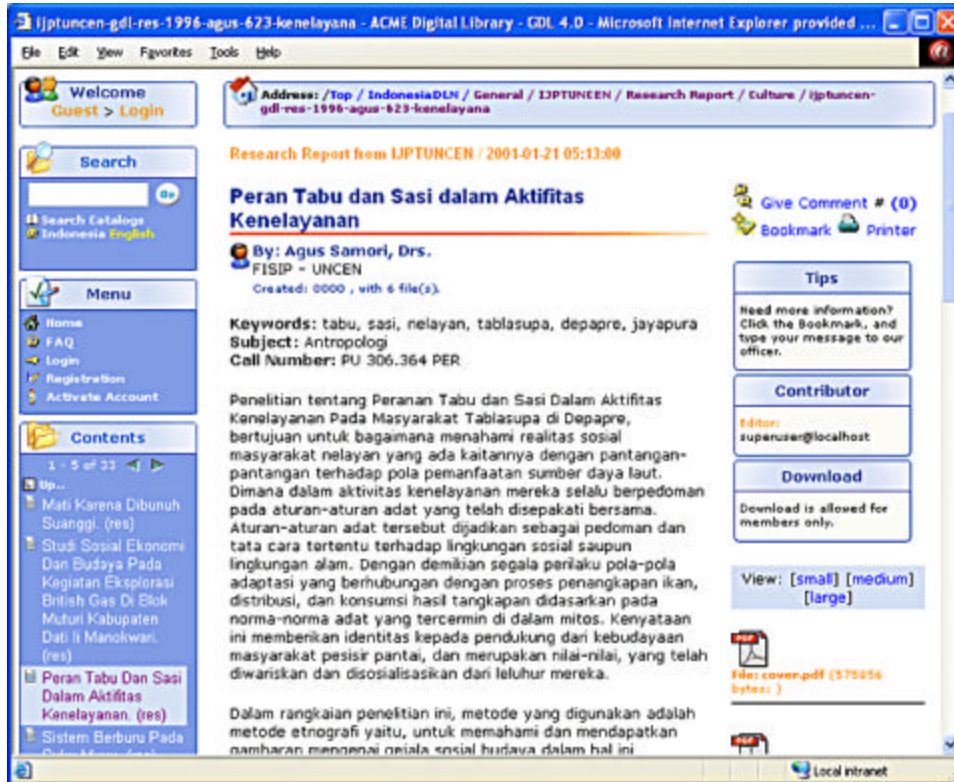 ijptuncen-gdl-res-1996-agus-623-kenelayana - ACME Digital Library - GDL 4.0 - Microsoft Internet Explorer provided ...
File Edit View Favorites Tools Help
Welcome
Guest > Login
Address: /Top / IndonesiaDLN / General / IJPTUNCEN / Research Report / Culture / ijptuncen-
gdl-res-1996-agus-623-kenelayana
Search
Go
Search Catalogs
Indonesia English
Menu
Home
FAQ
Login
Registration
Activate Account
Contents
1 - 5 of 33
Up..
Mati Karena Dibunuh
Suanggi. (res)
Studi Sosial Ekonomi
Dan Budaya Pada
Kegiatan Eksplorasi
British Gas Di Blok
Muturi Kabupaten
Dati Ii Manokwari.
(res)
Peran Tabu Dan Sasi
Dalam Aktifitas
Kenelayanan. (res)
Sistem Berburu Pada
Research Report from IJPTUNCEN / 2001-01-21 05:13:00
Peran Tabu dan Sasi dalam Aktifitas
Kenelayanan
By: Agus Samori, Drs.
FISIP - UNCEN
Created: 0000 , with 6 file(s).
Keywords: tabu, sasi, nelayan, tablasupa, depapre, jayapura
Subject: Antropologi
Call Number: PU 306.364 PER
Penelitian tentang Peranan Tabu dan Sasi Dalam Aktifitas
Kenelayanan Pada Masyarakat Tablasupa di Depapre,
bertujuan untuk bagaimana menahami realitas sosial
masyarakat nelayan yang ada kaitannya dengan pantangan-
pantangan terhadap pola pemanfaatan sumber daya laut.
Dimana dalam aktivitas kenelayanan mereka selalu berpedoman
pada aturan-aturan adat yang telah disepakati bersama.
Aturan-aturan adat tersebut dijadikan sebagai pedoman dan
tata cara tertentu terhadap lingkungan sosial saupun
lingkungan alam. Dengan demikian segala perilaku pola-pola
adaptasi yang berhubungan dengan proses penangkapan ikan,
distribusi, dan konsumsi hasil tangkapan didasarkan pada
norma-norma adat yang tercermin di dalam mitos. Kenyataan
ini memberikan identitas kepada pendukung dari kebudayaan
masyarakat pesisir pantai, dan merupakan nilai-nilai, yang telah
diwariskan dan disosialisasikan dari leluhur mereka.
Dalam rangkaian penelitian ini, metode yang digunakan adalah
metode etnografi yaitu, untuk memahami dan mendapatkan
gambaran mengenai gejala sosial budaya dalam hal ini
Give Comment # (0)
Bookmark Printer
Tips
Need more information?
Click the Bookmark, and
type your message to our
officer.
Contributor
Editor:
superuser@localhost
Download
Download is allowed for
members only.
View: [small] [medium]
[large]
PDF
File: cover.pdf (575856
bytes: )
PDF
Local intranet